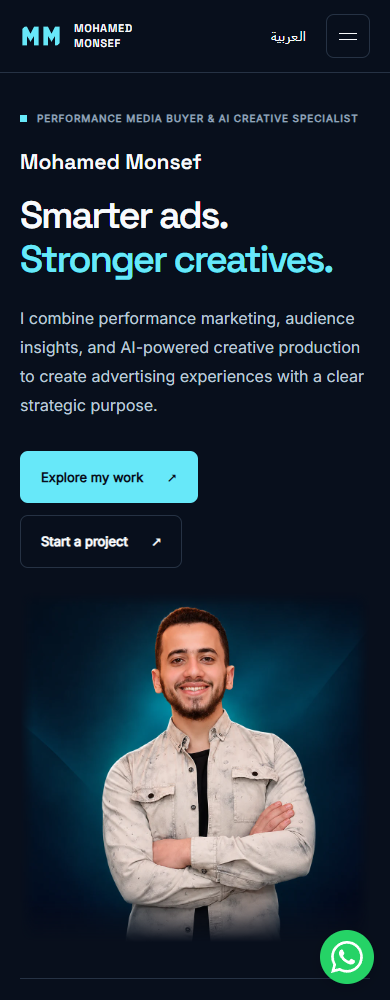 MM
MOHAMED
MONSEF
العربية
PERFORMANCE MEDIA BUYER & AI CREATIVE SPECIALIST
Mohamed Monsef
Smarter ads.
Stronger creatives.
I combine performance marketing, audience
insights, and AI-powered creative production
to create advertising experiences with a clear
strategic purpose.
Explore my work ↗
Start a project ↗